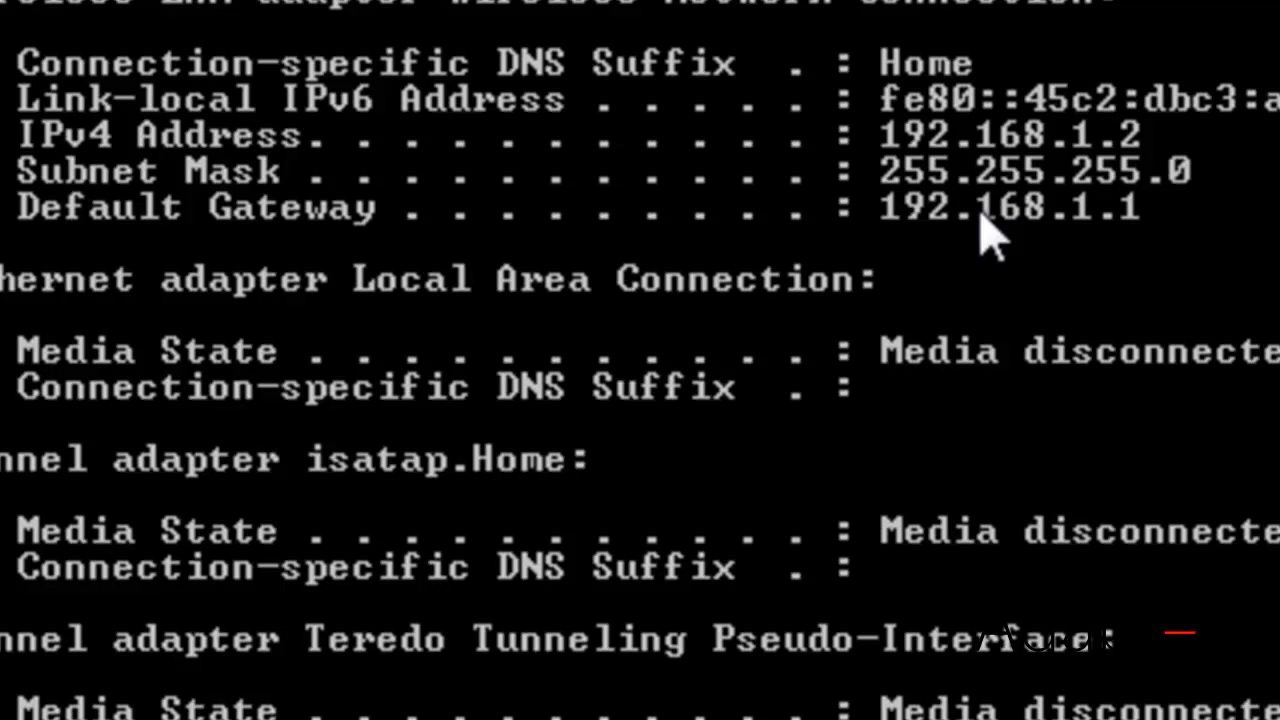 Connection-specific DNS Suffix . : Home
Link-local IPv6 Address . . . . . : fe80::45c2:dbc3:a
IPv4 Address. . . . . . . . . . . : 192.168.1.2
Subnet Mask . . . . . . . . . . . : 255.255.255.0
Default Gateway . . . . . . . . . : 192.168.1.1
hernet adapter Local Area Connection:
Media State . . . . . . . . . . . : Media disconnecte
Connection-specific DNS Suffix . :
nnel adapter isatap.Home:
Media State . . . . . . . . . . . : Media disconnecte
Connection-specific DNS Suffix . :
nnel adapter Teredo Tunneling Pseudo-Interface:
Media State . . . . . . . . . . . : Media disconnecte